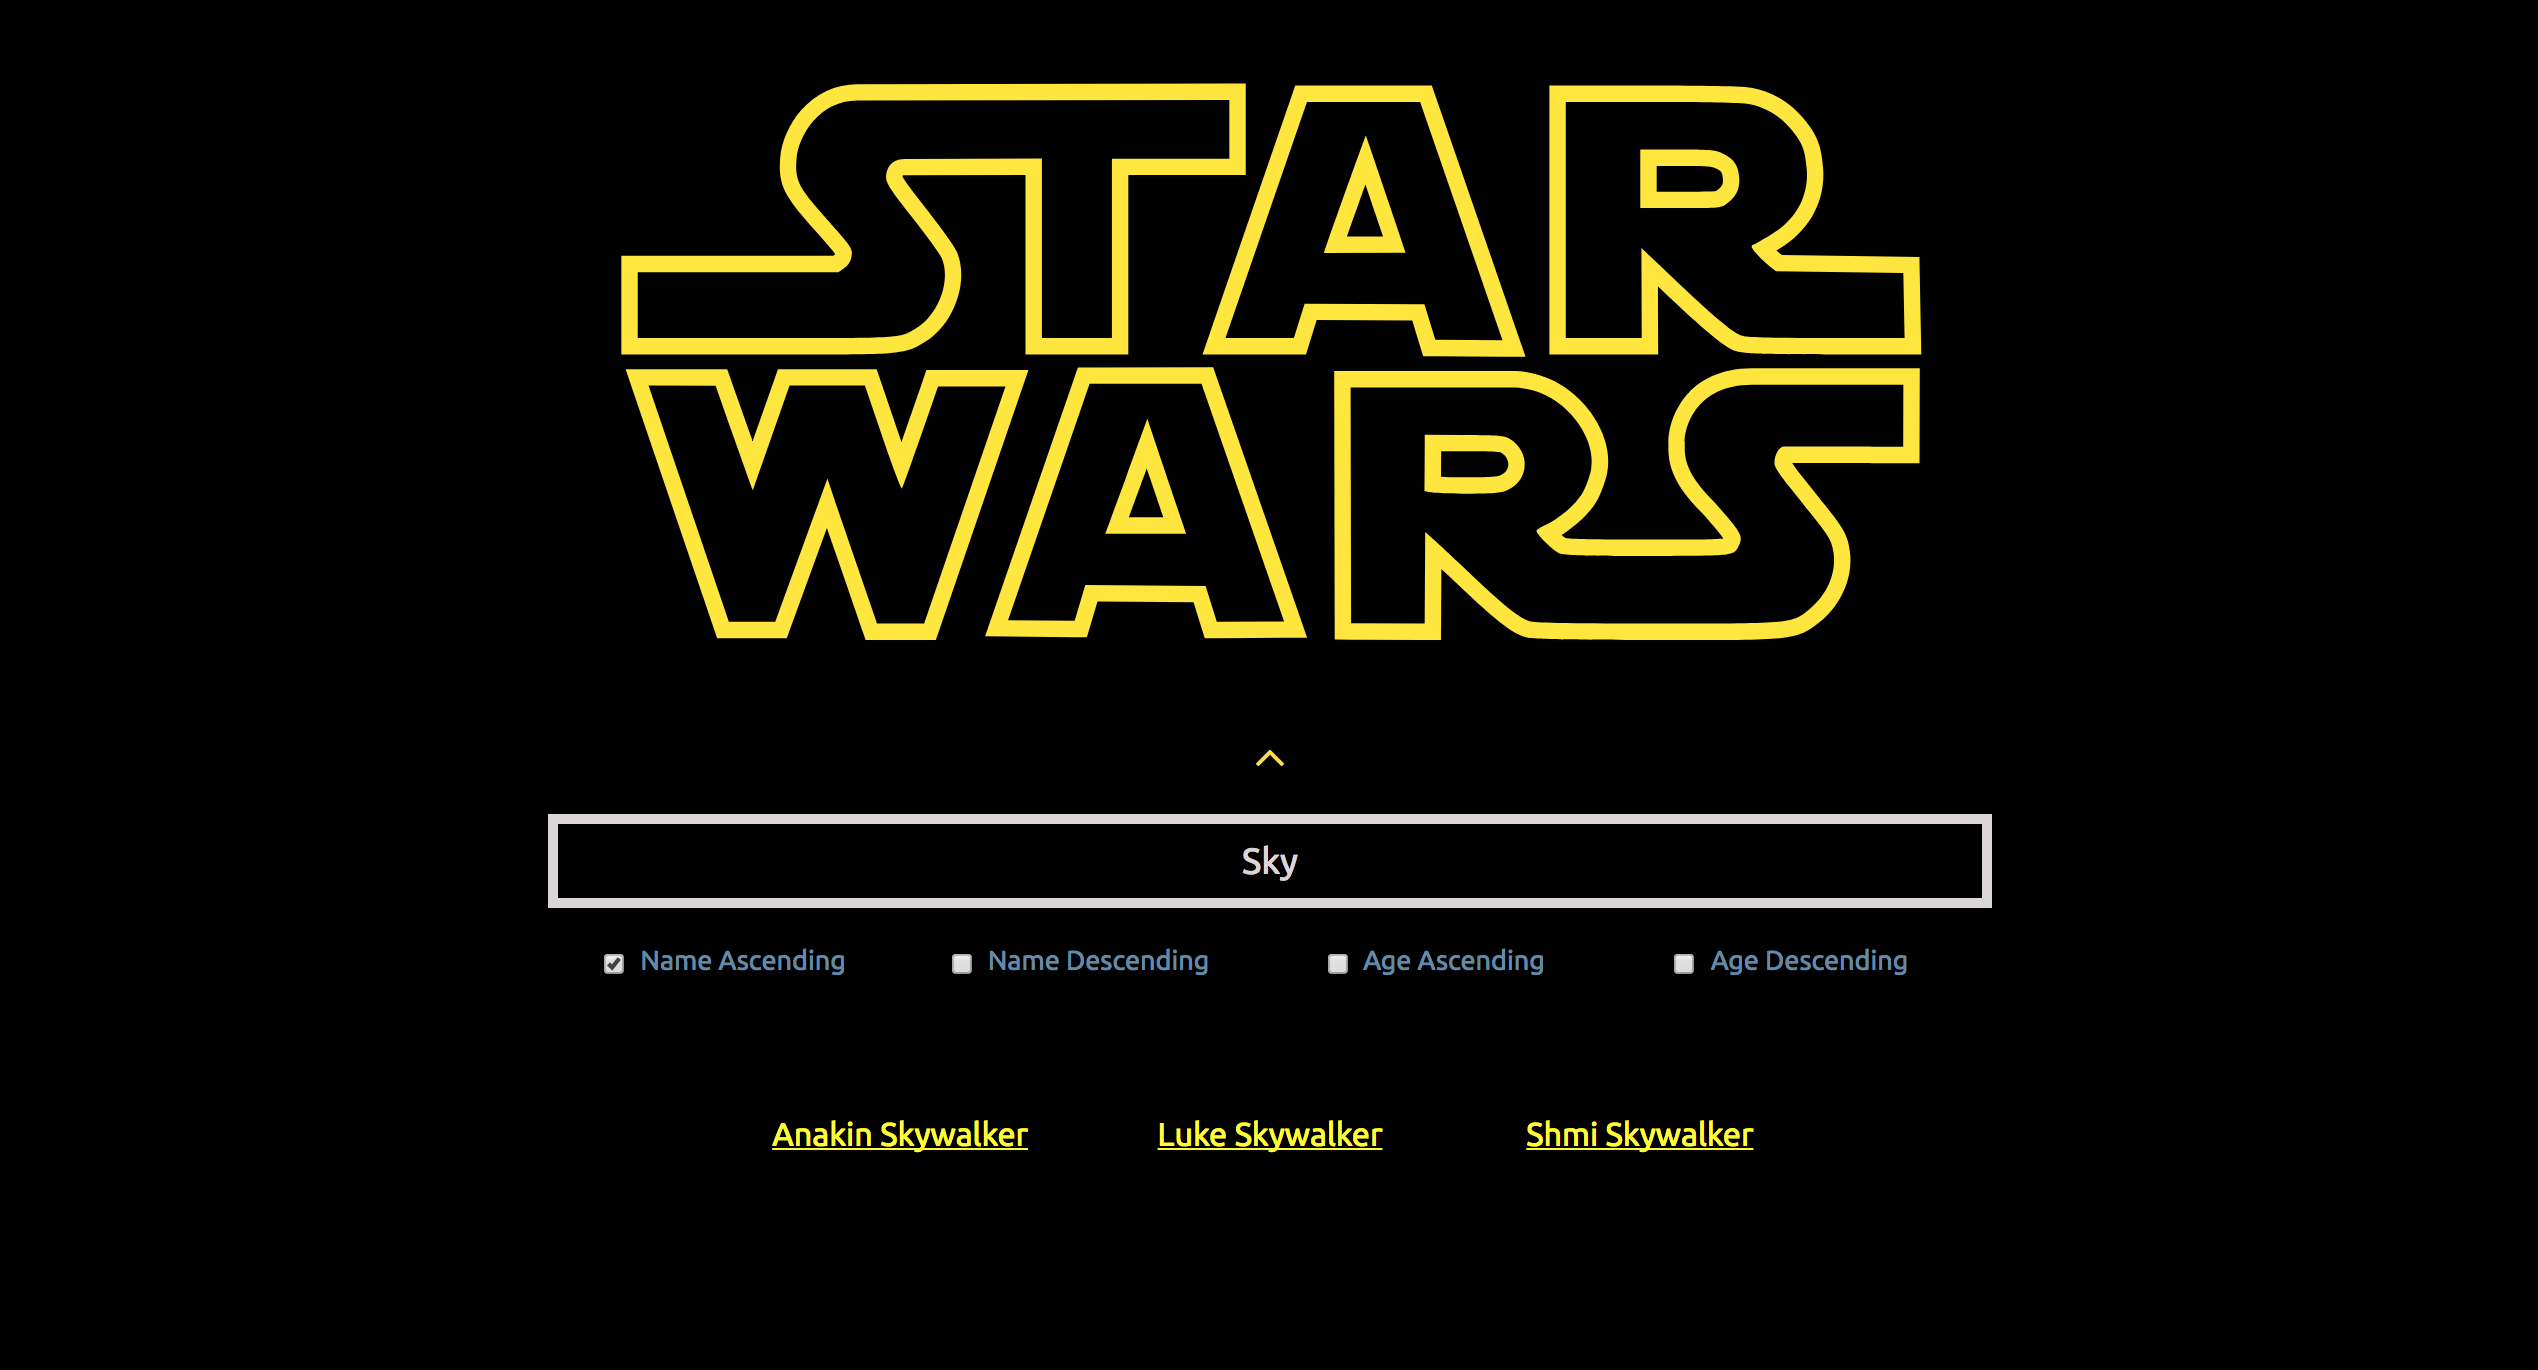 STAR
WARS
Sky
Name Ascending Name Descending Age Ascending Age Descending
Anakin Skywalker Luke Skywalker Shmi Skywalker